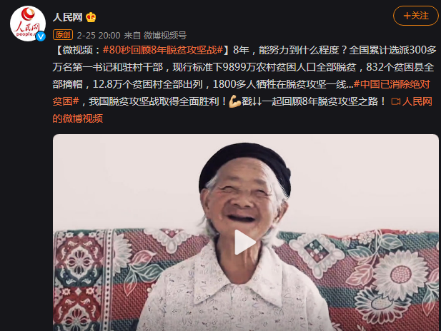 人民网
people.cn
人民网
+关注
原创
2-25 20:00 来自 微博视频号
【微视频：#80秒回顾8年脱贫攻坚战#】8年，能努力到什么程度？全国累计选派300多
万名第一书记和驻村干部，现行标准下9899万农村贫困人口全部脱贫，832个贫困县全
部摘帽，12.8万个贫困村全部出列，1800多人牺牲在脱贫攻坚一线...#中国已消除绝对
贫困#，我国脱贫攻坚战取得全面胜利！💪戳↓↓一起回顾8年脱贫攻坚之路！ 人民网
的微博视频